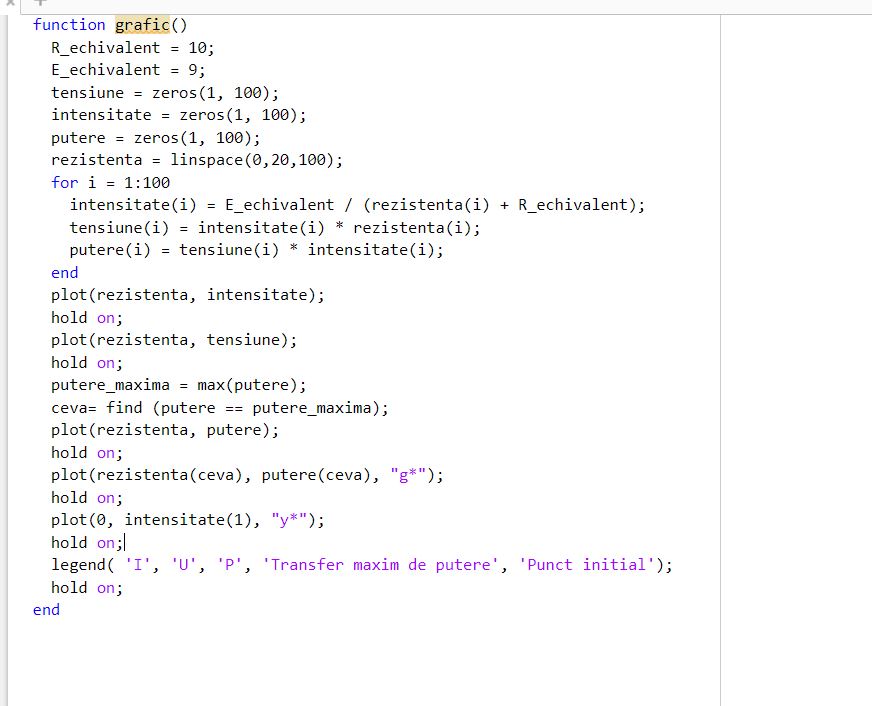 function grafic()
  R_echivalent = 10;
  E_echivalent = 9;
  tensiune = zeros(1, 100);
  intensitate = zeros(1, 100);
  putere = zeros(1, 100);
  rezistenta = linspace(0,20,100);
  for i = 1:100
    intensitate(i) = E_echivalent / (rezistenta(i) + R_echivalent);
    tensiune(i) = intensitate(i) * rezistenta(i);
    putere(i) = tensiune(i) * intensitate(i);
  end
  plot(rezistenta, intensitate);
  hold on;
  plot(rezistenta, tensiune);
  hold on;
  putere_maxima = max(putere);
  ceva= find (putere == putere_maxima);
  plot(rezistenta, putere);
  hold on;
  plot(rezistenta(ceva), putere(ceva), "g*");
  hold on;
  plot(0, intensitate(1), "y*");
  hold on;
  legend( 'I', 'U', 'P', 'Transfer maxim de putere', 'Punct initial');
  hold on;
end